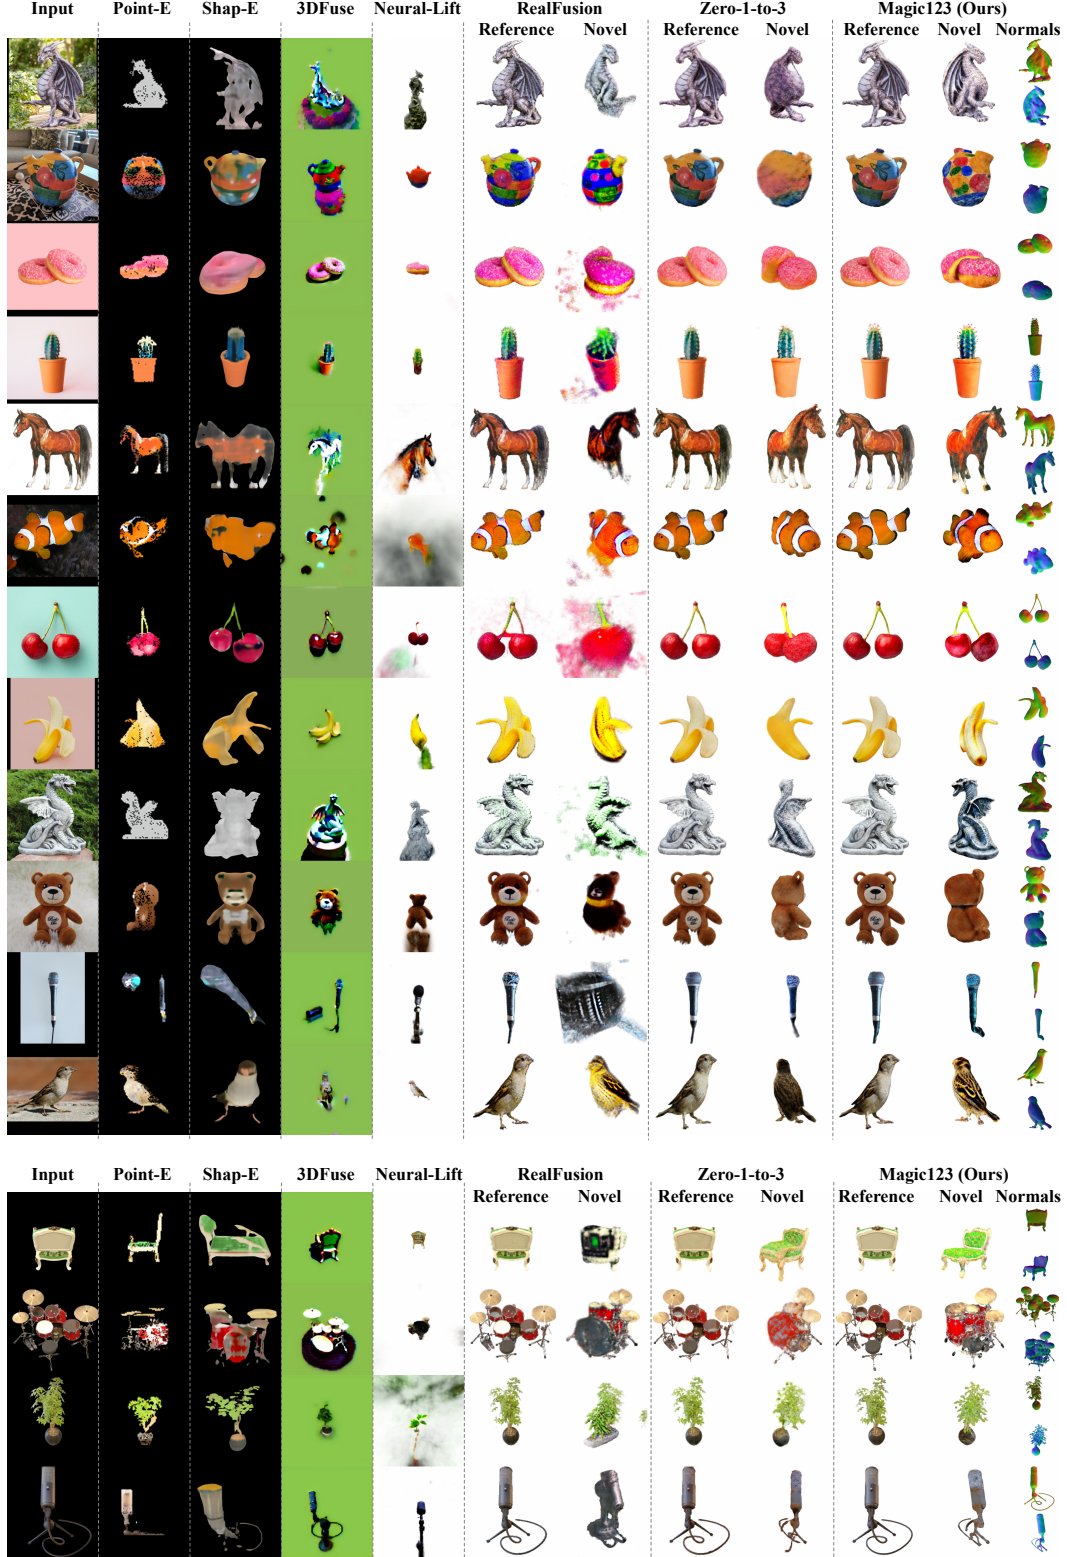 Input Point-E Shap-E 3DFuse Neural-Lift RealFusion Zero-1-to-3 Magic123 (Ours)
Reference Novel Reference Novel Reference Novel Normals
Input Point-E Shap-E 3DFuse Neural-Lift RealFusion Zero-1-to-3 Magic123 (Ours)
Reference Novel Reference Novel Reference Novel Normals